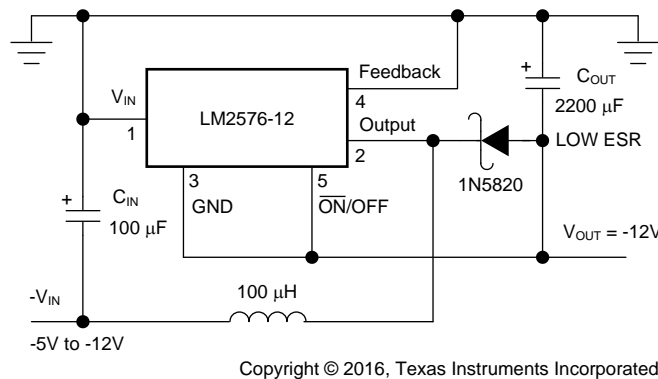 Feedback
+
C_OUT
2200 μF
V_IN
LM2576-12
4
1
Output
2
LOW ESR
1N5820
3
5
+
C_IN
GND
ON/OFF
100 μF
V_OUT = -12V
-V_IN
100 μH
-5V to -12V
Copyright © 2016, Texas Instruments Incorporated